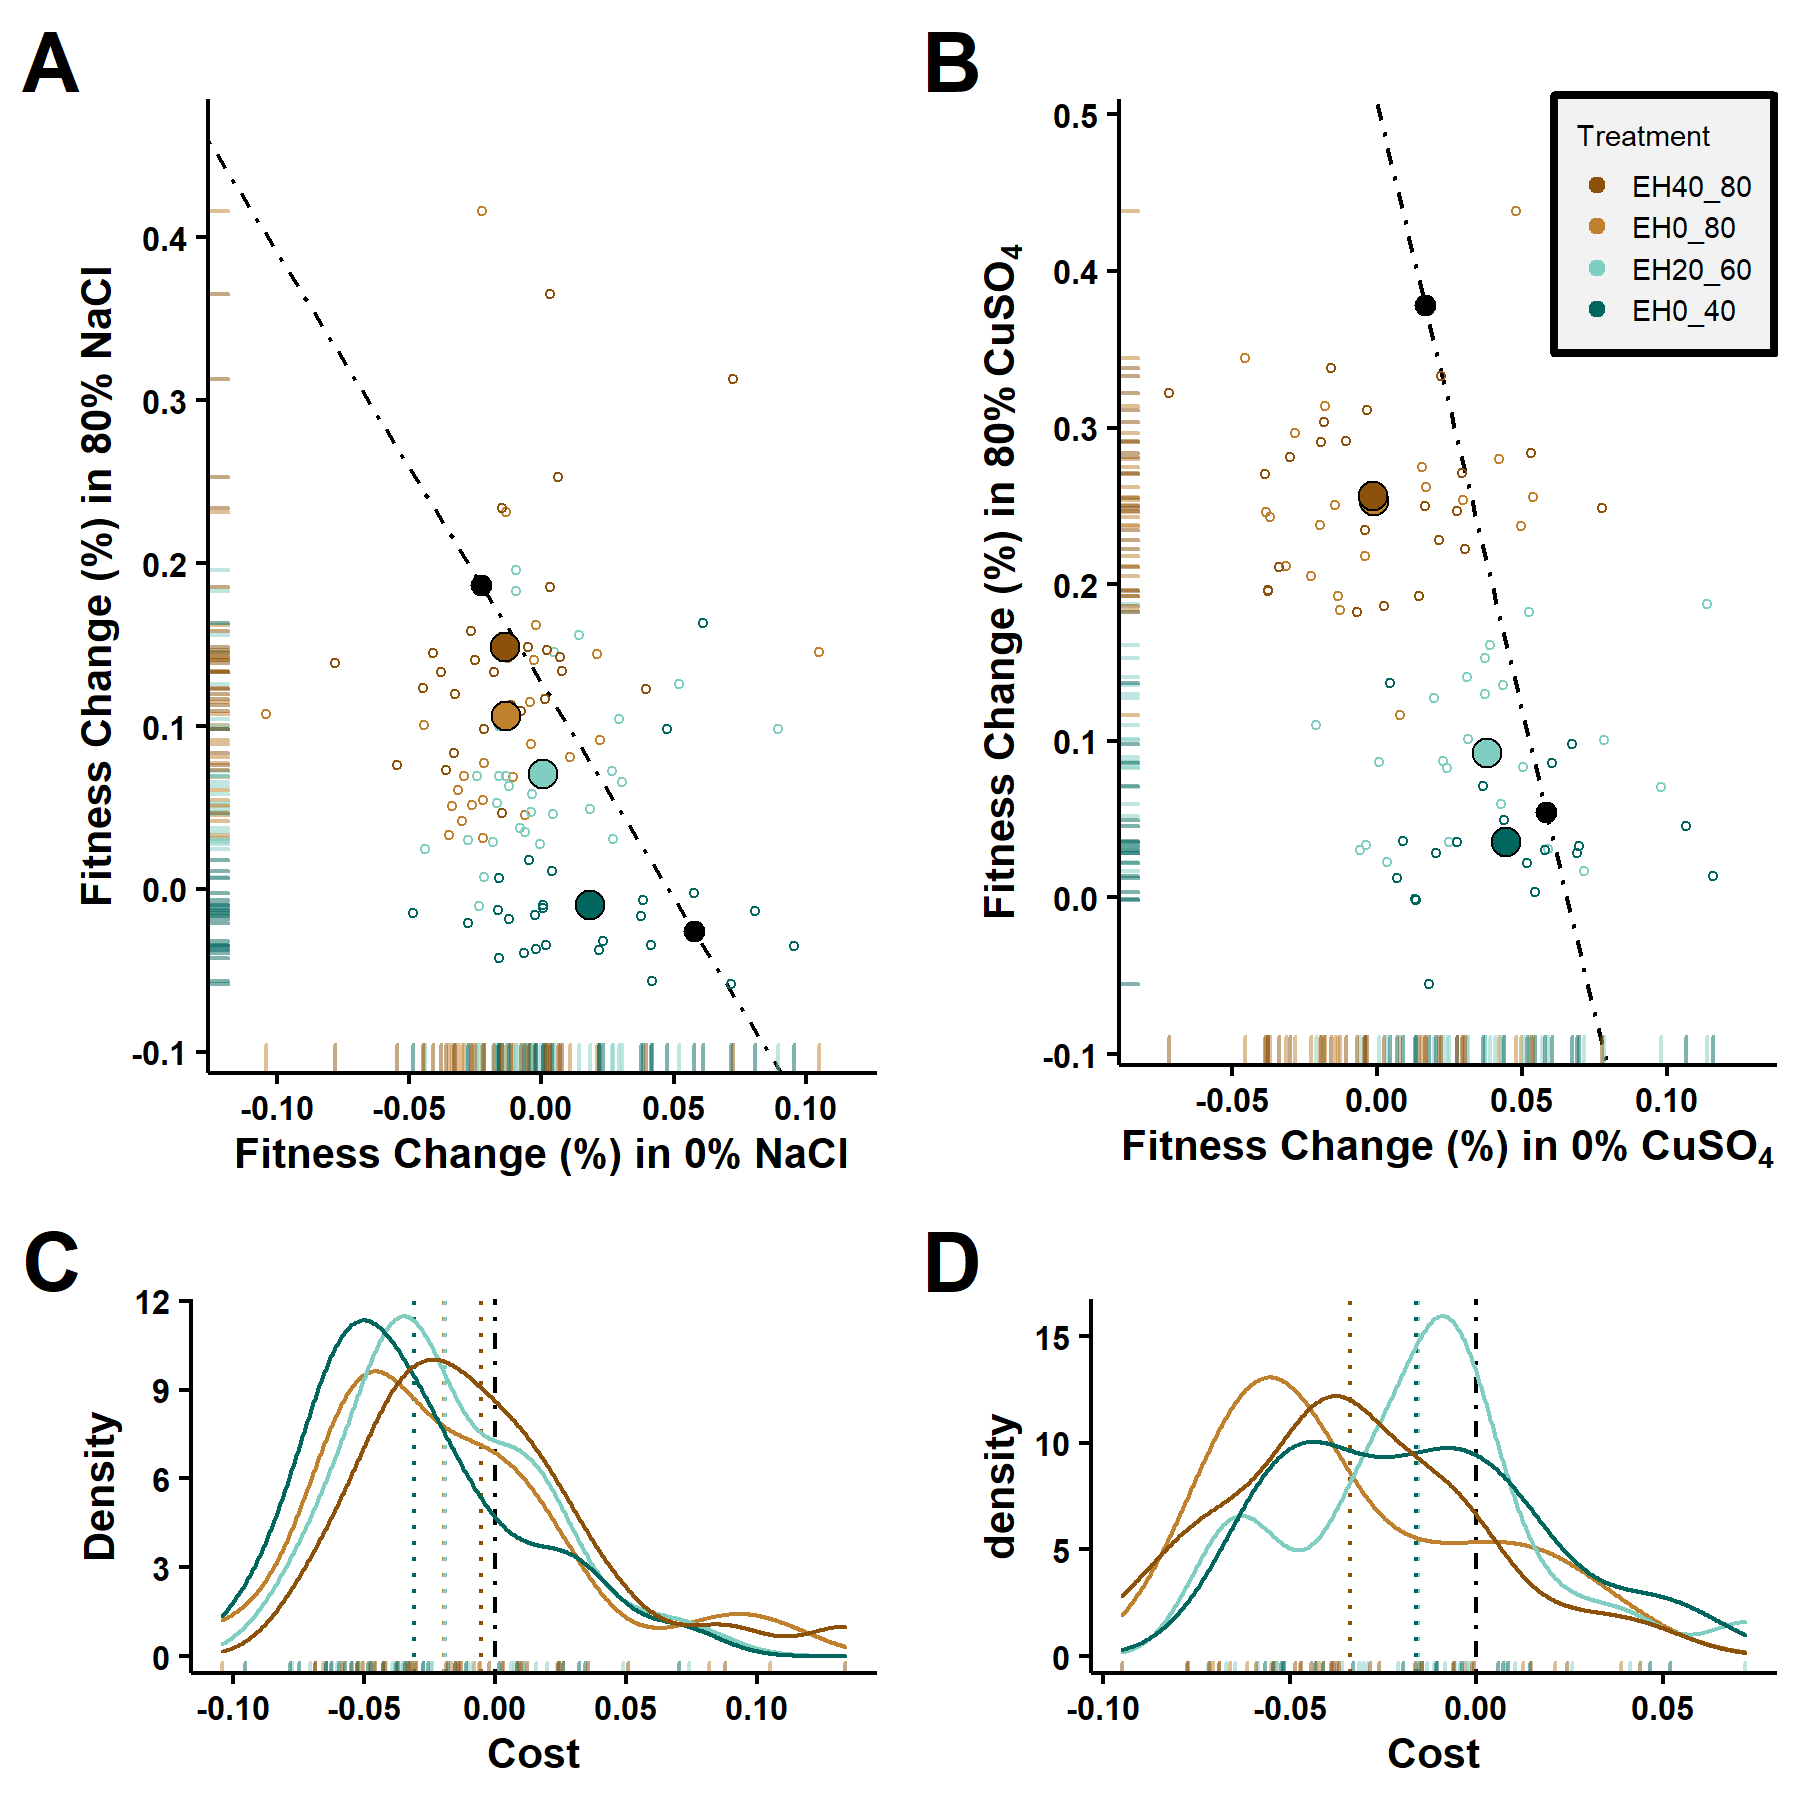 A
Fitness Change (%) in 80% NaCl
0.4
0.3
0.2
0.1
0.0
-0.1
-0.10 -0.05 0.00 0.05 0.10
Fitness Change (%) in 0% NaCl
B
Fitness Change (%) in 80% CuSO4
0.5
0.4
0.3
0.2
0.1
0.0
-0.1
-0.05 0.00 0.05 0.10
Fitness Change (%) in 0% CuSO4
Treatment
EH40_80
EH0_80
EH20_60
EH0_40
C
Density
12
9
6
3
0
-0.10 -0.05 0.00 0.05 0.10
Cost
D
density
15
10
5
0
-0.10 -0.05 0.00 0.05
Cost